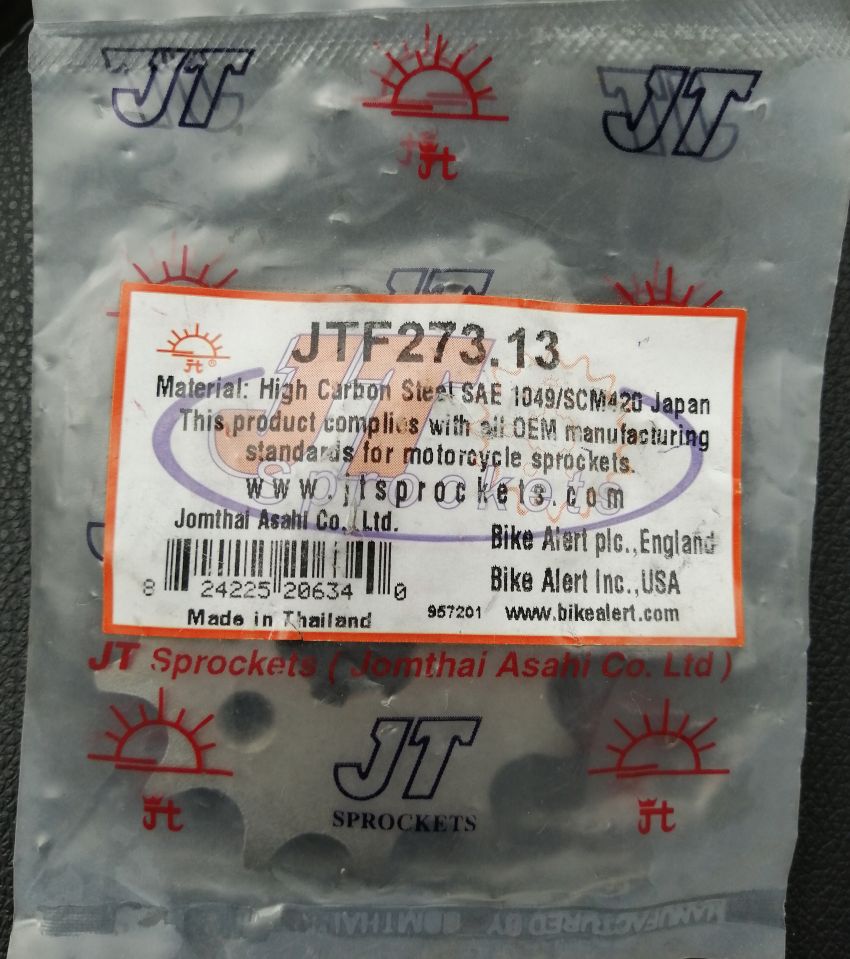 JT
jt
JT
JT
jt®
JTF273.13
Material: High Carbon Steel SAE 1049/SCM420 Japan
This product complies with all OEM manufacturing
standards for motorcycle sprockets.
www.jtsprockets.com
JT
Sprockets
Jomthai Asahi Co., Ltd.
Bike Alert plc.,England
8 24225 20634 0
Bike Alert Inc.,USA
Made in Thailand
957201 www.bikealert.com
JT Sprockets ( Jomthai Asahi Co. Ltd )
JT
SPROCKETS
jt
jt
MANUFACTURED BY